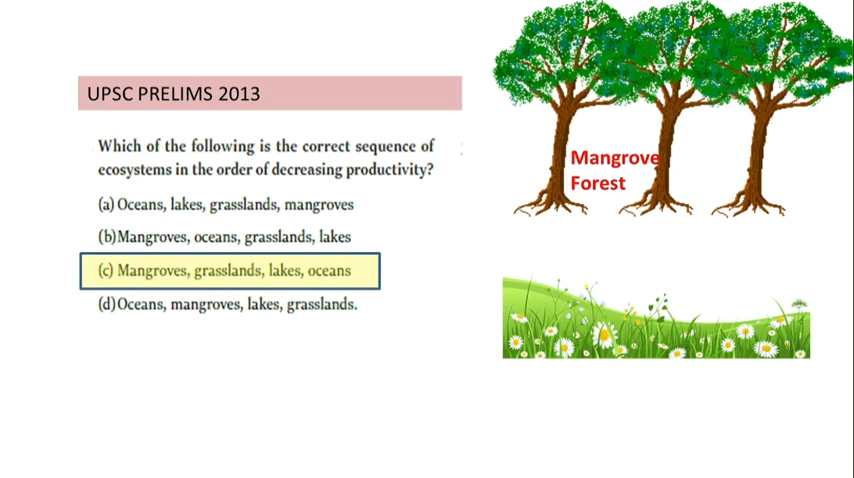 UPSC PRELIMS 2013
Which of the following is the correct sequence of
ecosystems in the order of decreasing productivity?
(a) Oceans, lakes, grasslands, mangroves
(b)Mangroves, oceans, grasslands, lakes
(c) Mangroves, grasslands, lakes, oceans
(d)Oceans, mangroves, lakes, grasslands.
Mangrove
Forest